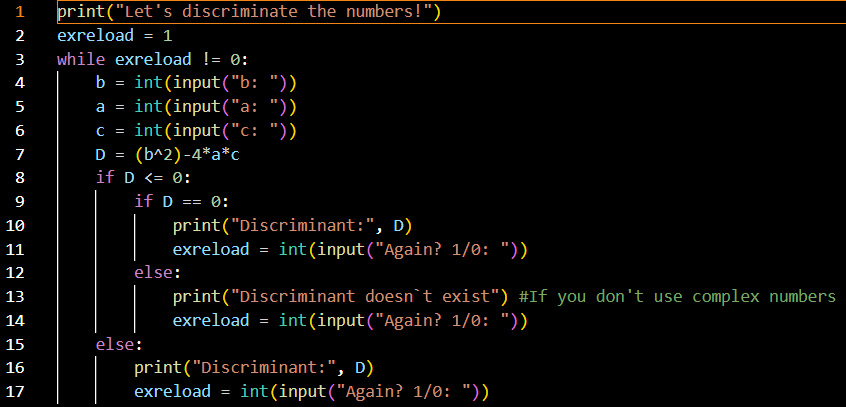 1 print("Let's discriminate the numbers!")
2 exreload = 1
3 while exreload != 0:
4     b = int(input("b: "))
5     a = int(input("a: "))
6     c = int(input("c: "))
7     D = (b^2)-4*a*c
8     if D <= 0:
9         if D == 0:
10             print("Discriminant:", D)
11             exreload = int(input("Again? 1/0: "))
12         else:
13             print("Discriminant doesn`t exist") #If you don't use complex numbers
14             exreload = int(input("Again? 1/0: "))
15     else:
16         print("Discriminant:", D)
17         exreload = int(input("Again? 1/0: "))